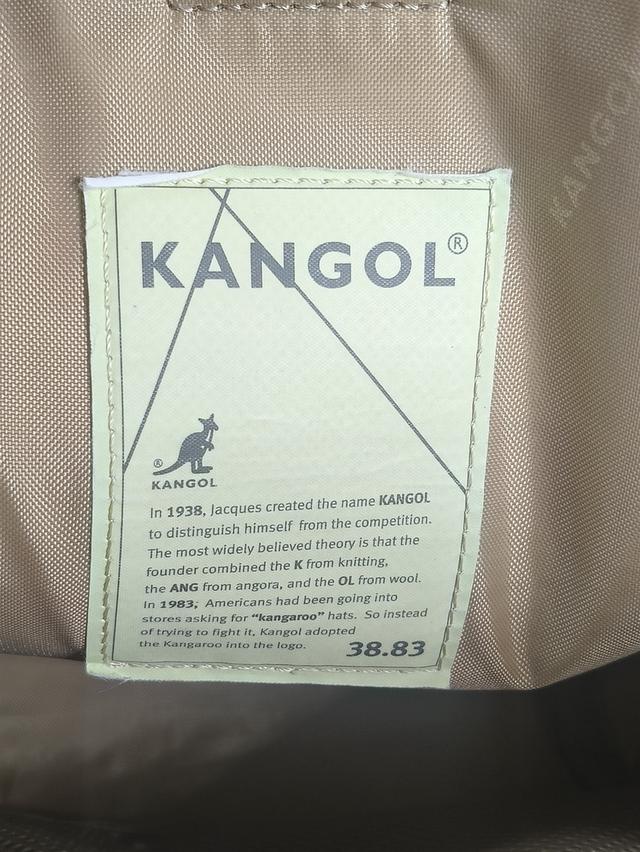 KANGOL
KANGOL®
®
KANGOL
In 1938, Jacques created the name KANGOL
to distinguish himself from the competition.
The most widely believed theory is that the
founder combined the K from knitting,
the ANG from angora, and the OL from wool.
In 1983; Americans had been going into
stores asking for “kangaroo” hats. So instead
of trying to fight it, Kangol adopted
the Kangaroo into the logo.
38.83